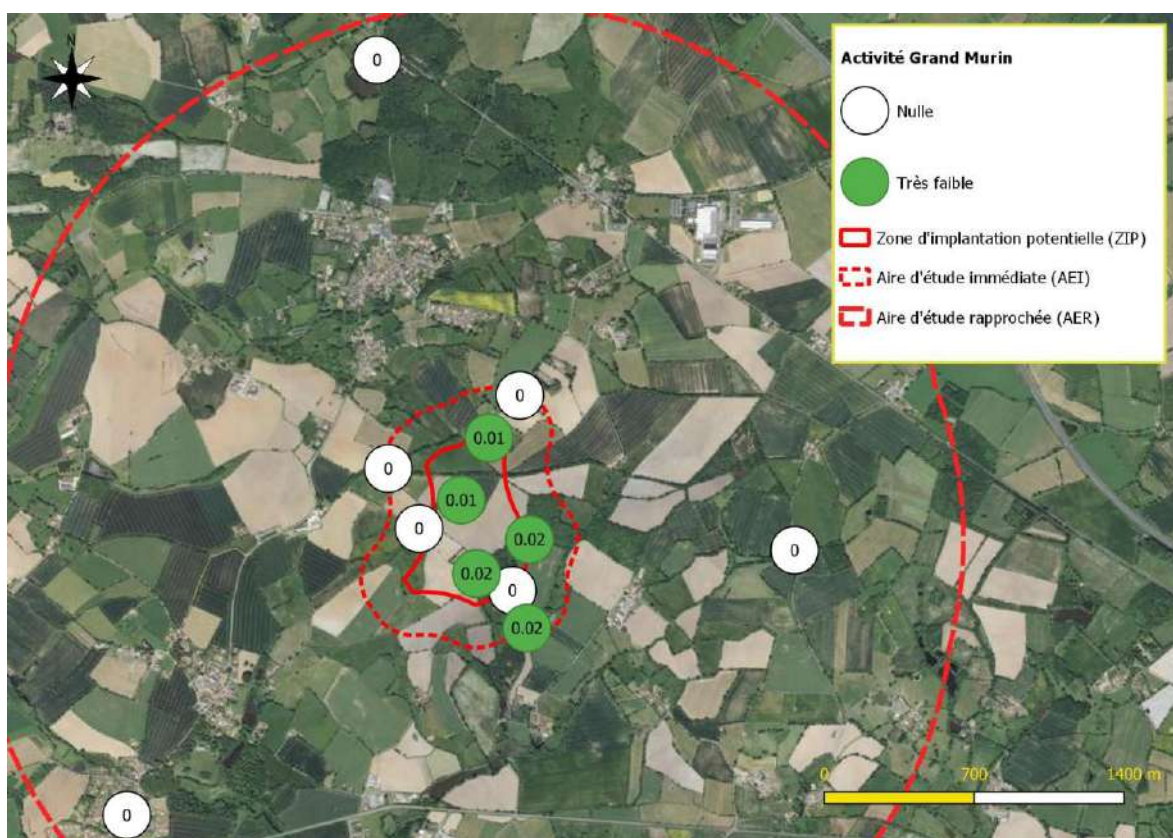 N
0
Activité Grand Murin
Nulle
Très faible
Zone d'implantation potentielle (ZIP)
Aire d'étude immédiate (AEI)
Aire d'étude rapprochée (AER)
0
0.01
0
0.01
0
0.02
0
0.02
0
0.02
0
0 700 1400 m